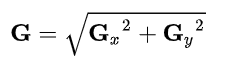 G = √(Gₓ² + Gᵧ²)